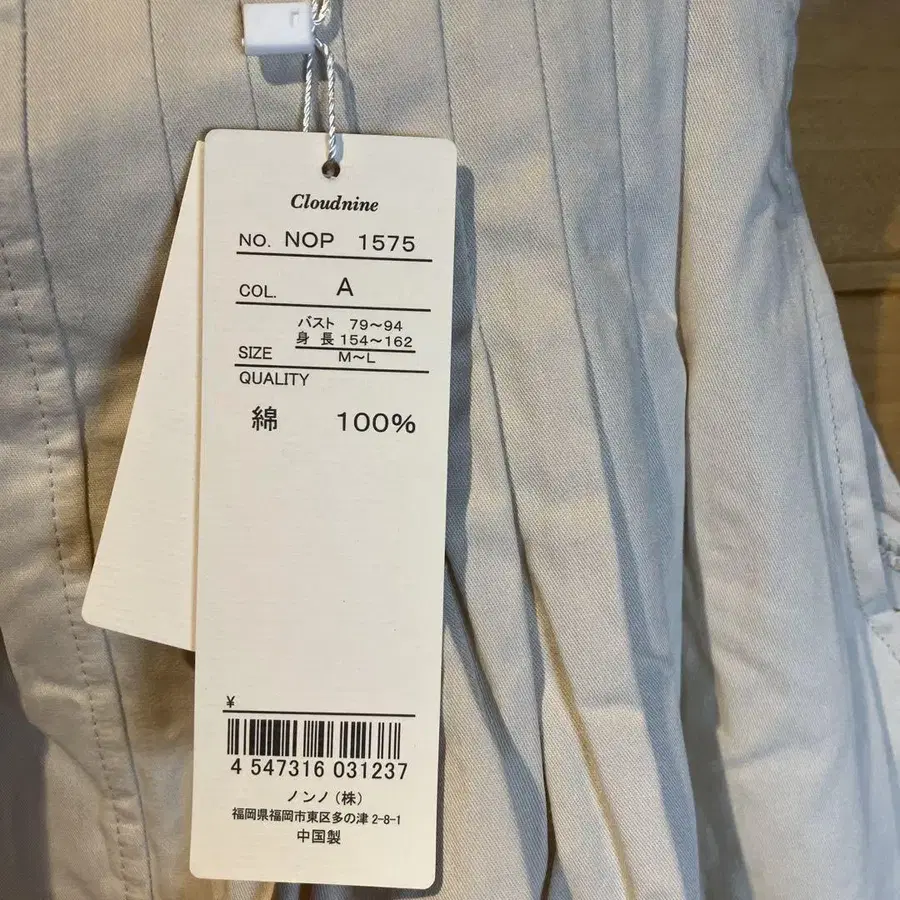 Cloudnine
NO. NOP 1575
COL. A
バスト 79～94
身 長 154～162
SIZE M～L
QUALITY
綿 100%
¥
4 547316 031237
ノンノ（株）
福岡県福岡市東区多の津 2-8-1
中国製